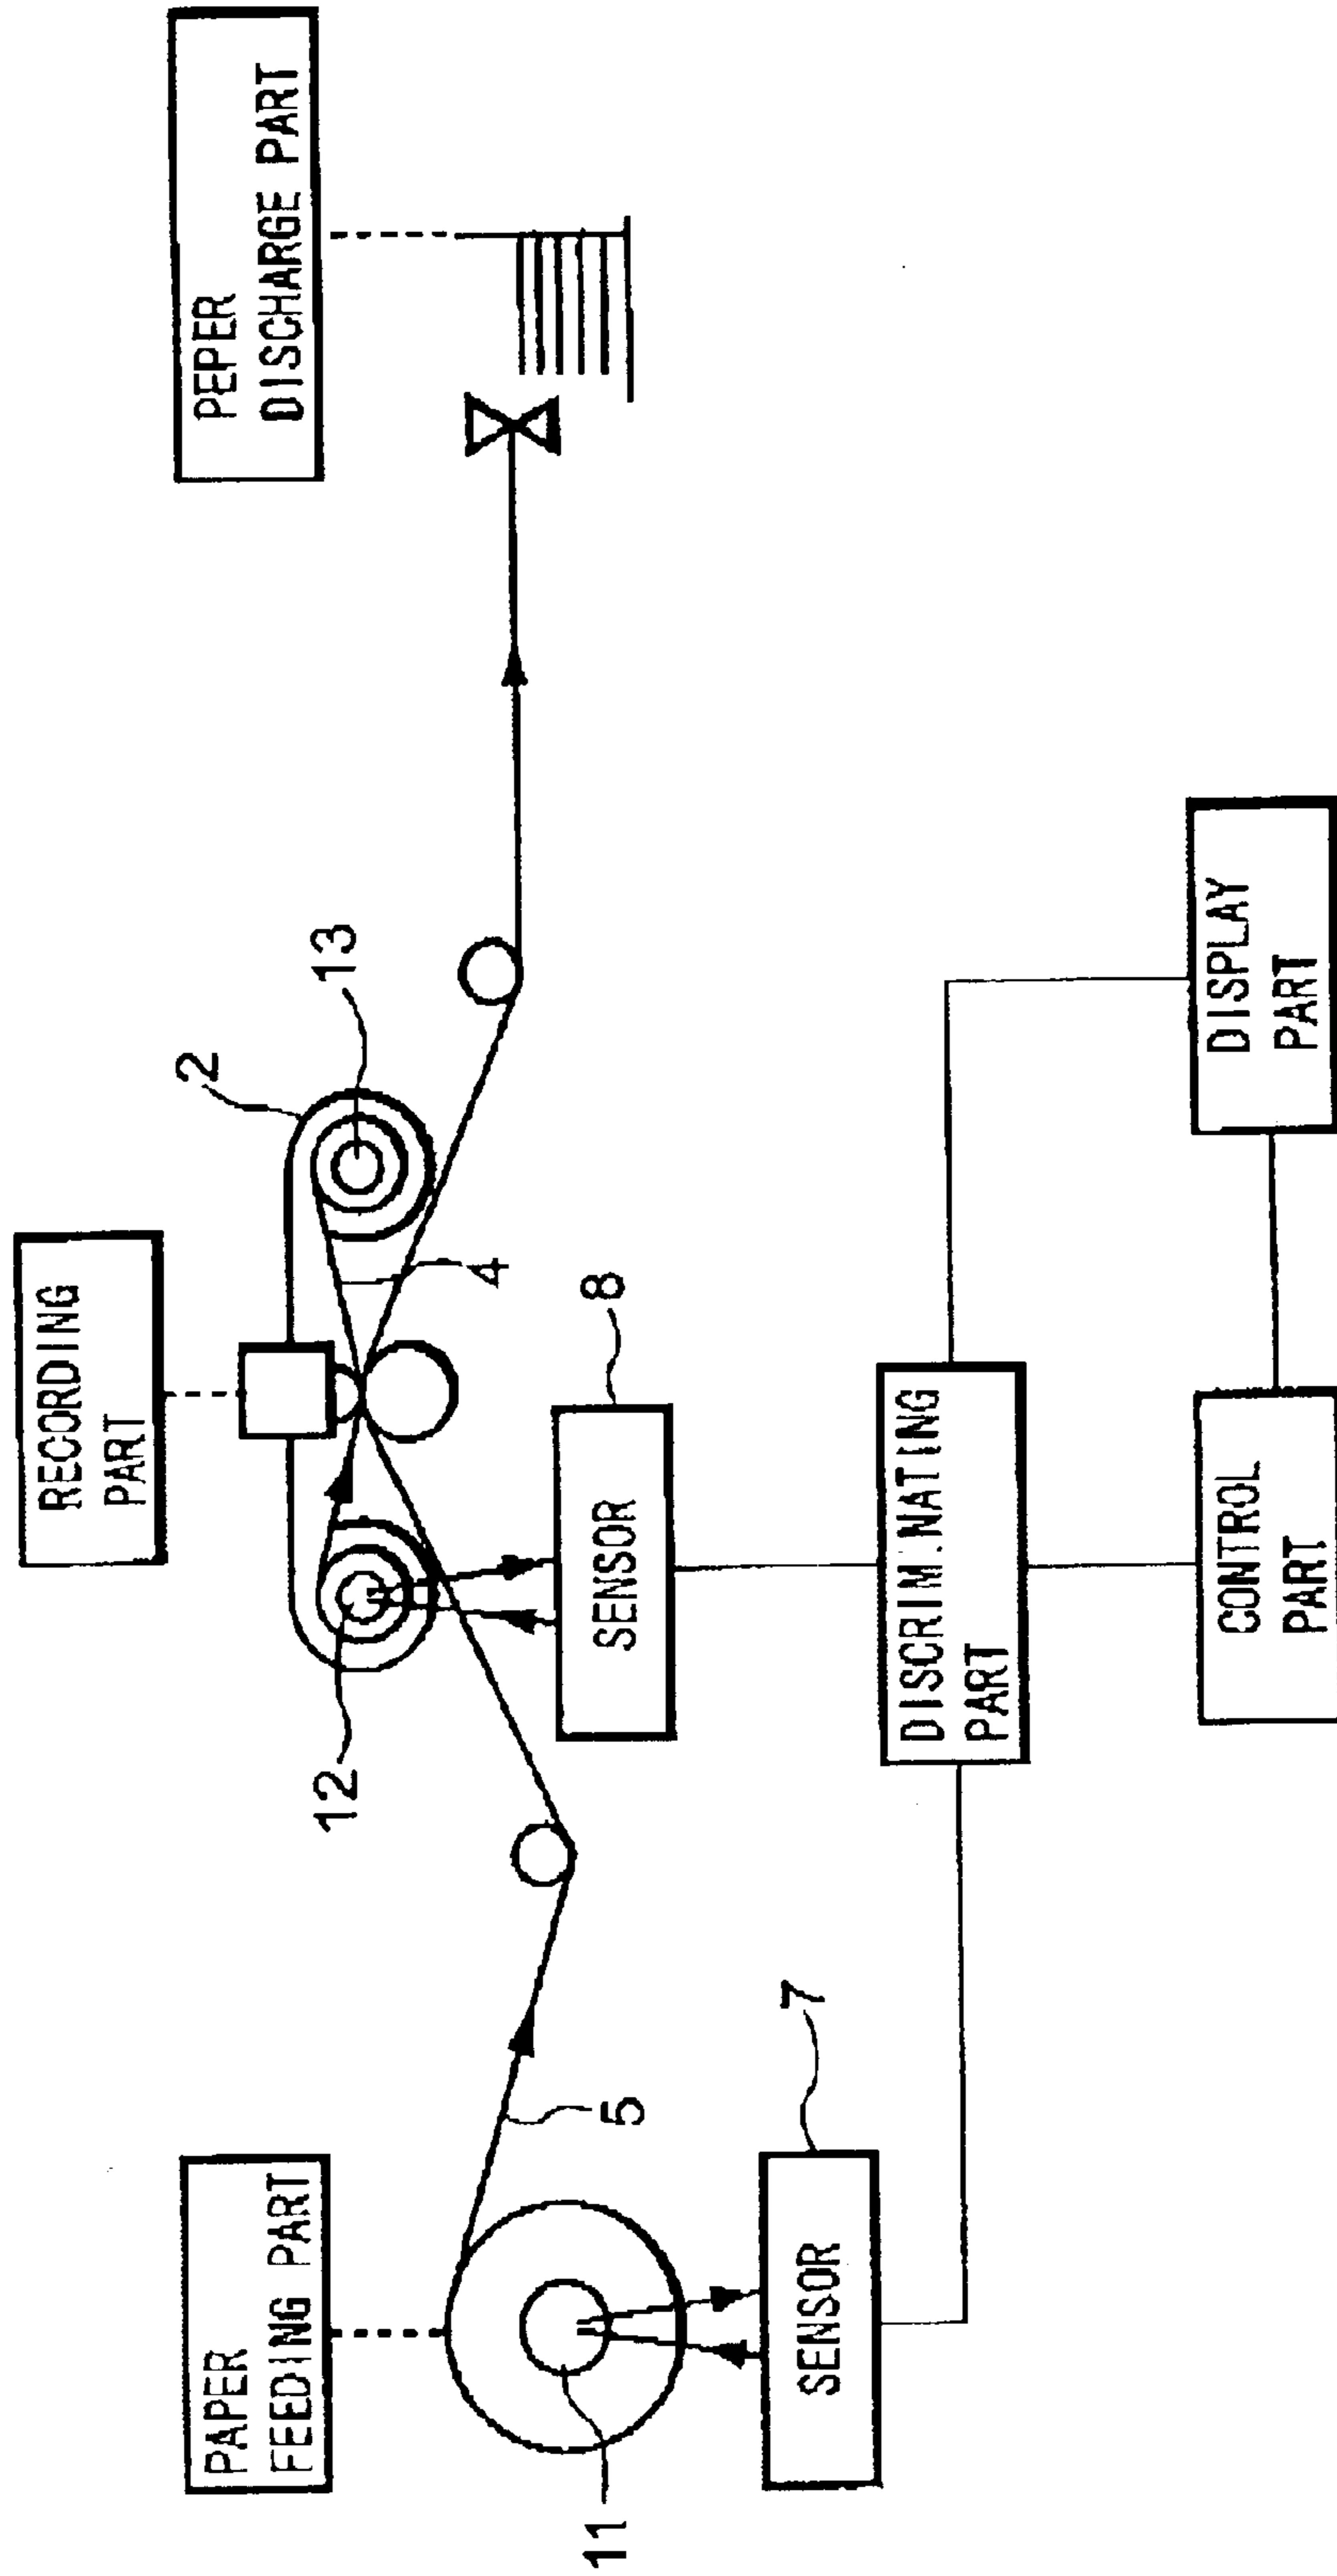 RECORDING
PART
PAPER
FEEDING PART
PEPER
DISCHARGE PART
2
13
12
4
5
8
11
7
SENSOR
SENSOR
DISCRIM.NATING
PART
CONTROL
PART
DISPLAY
PART